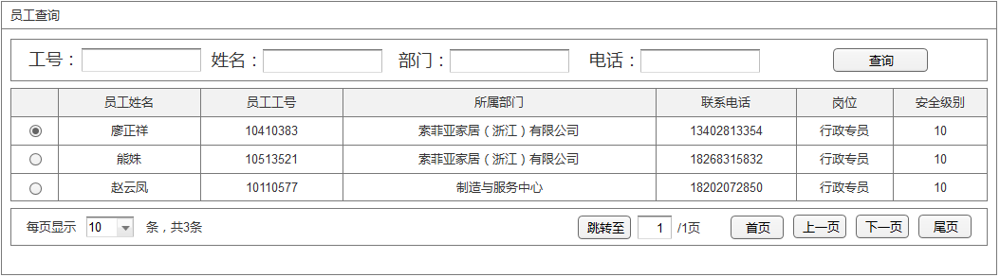 员工查询
工号： 姓名： 部门： 电话： 查询
员工姓名 员工工号 所属部门 联系电话 岗位 安全级别
廖正祥 10410383 索菲亚家居（浙江）有限公司 13402813354 行政专员 10
熊姝 10513521 索菲亚家居（浙江）有限公司 18268315832 行政专员 10
赵云凤 10110577 制造与服务中心 18202072850 行政专员 10
每页显示 10 条，共3条 跳转至 1 /1页 首页 上一页 下一页 尾页